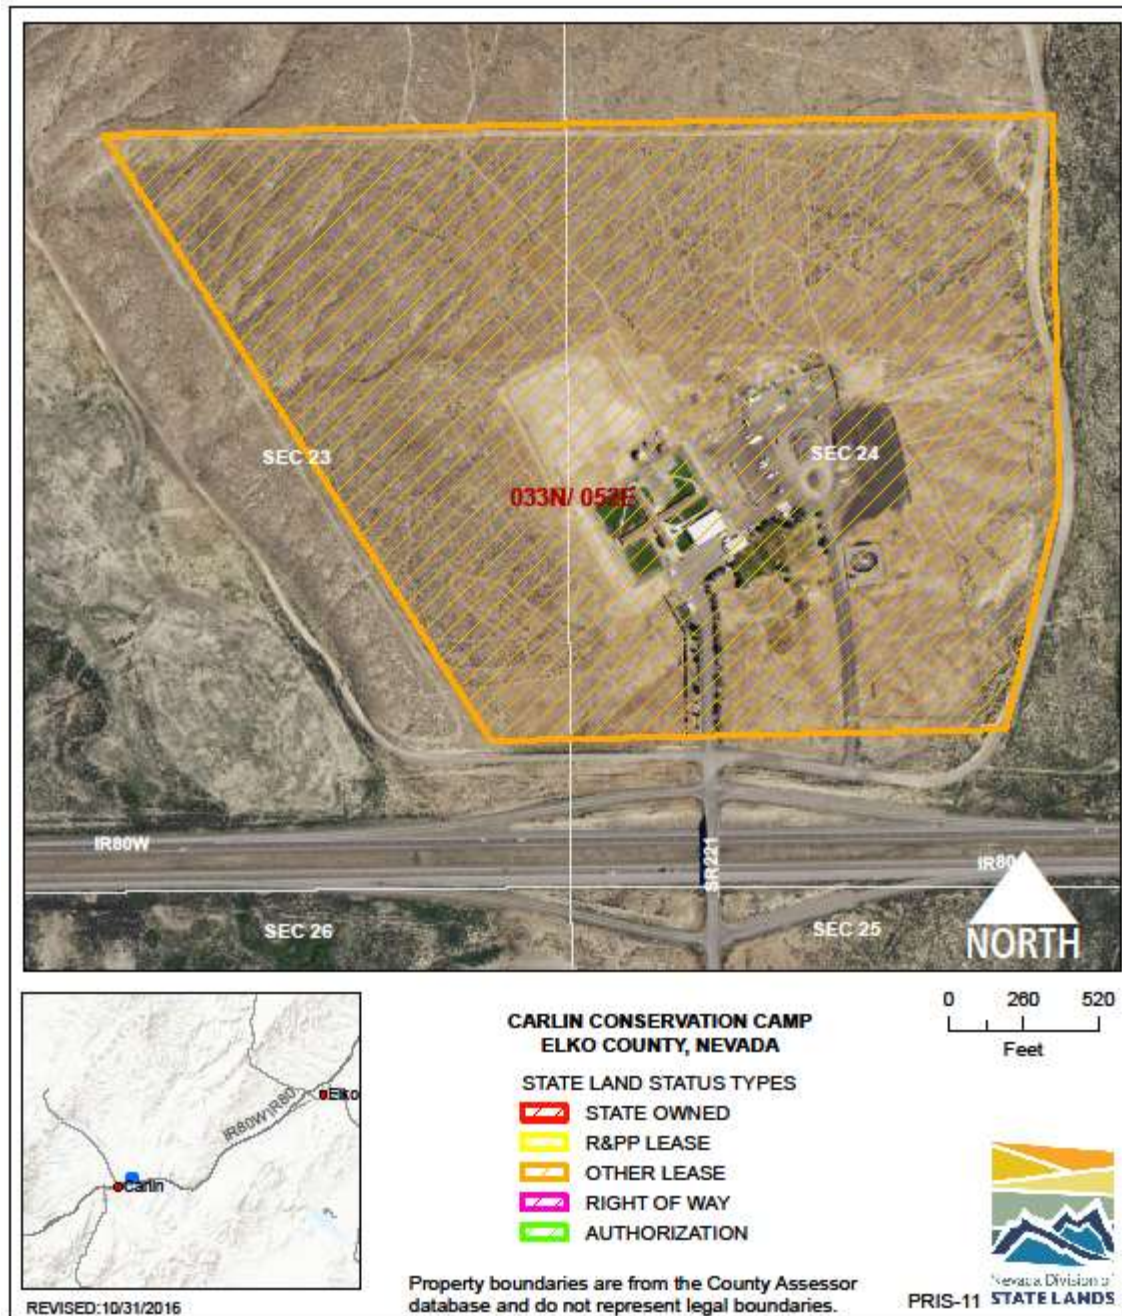 SEC 23
SEC 24
033N/ 052E
IR80W
SR221
IR80
SEC 26
SEC 25
NORTH
CARLIN CONSERVATION CAMP
ELKO COUNTY, NEVADA
STATE LAND STATUS TYPES
STATE OWNED
R&PP LEASE
OTHER LEASE
RIGHT OF WAY
AUTHORIZATION
0 260 520
Feet
Elko
IR80W IR80
Carlin
REVISED:10/31/2016
Property boundaries are from the County Assessor
database and do not represent legal boundaries.
PRIS-11
Nevada Division of
STATE LANDS